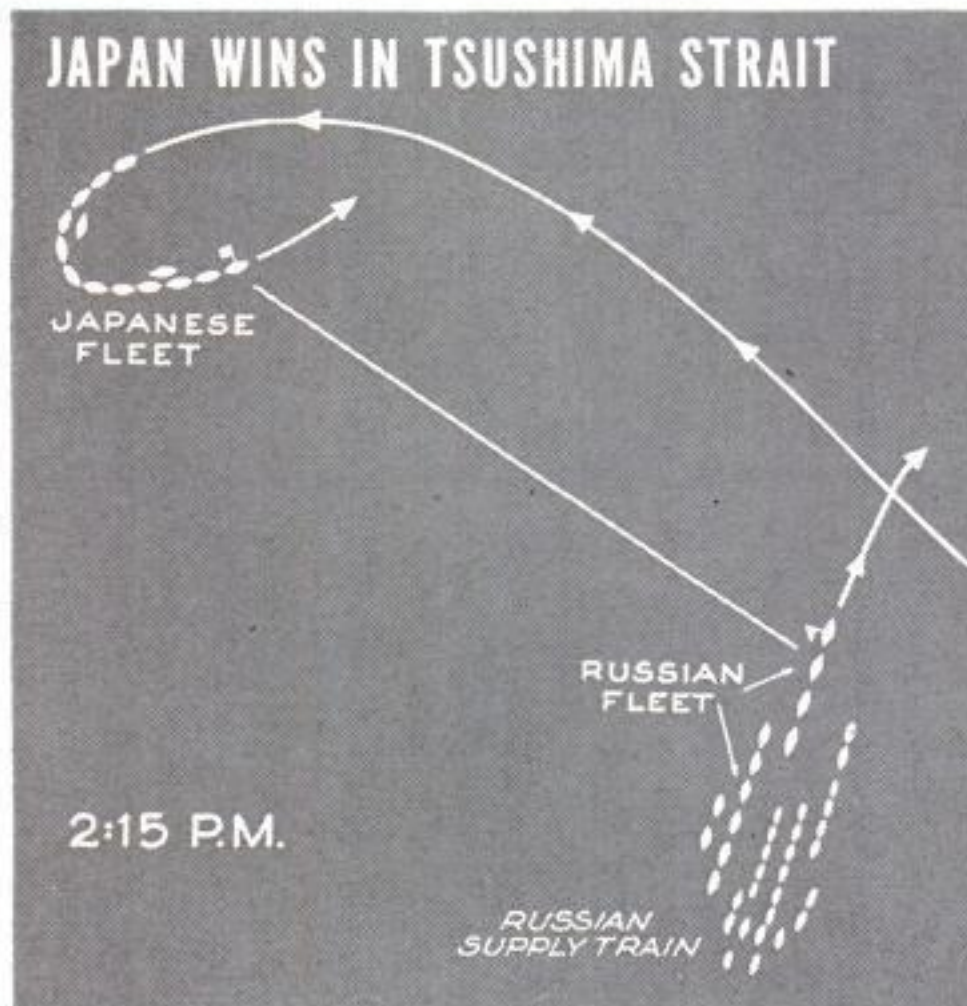 JAPAN WINS IN TSUSHIMA STRAIT
JAPANESE
FLEET
RUSSIAN
FLEET
2:15 P.M.
RUSSIAN
SUPPLY TRAIN